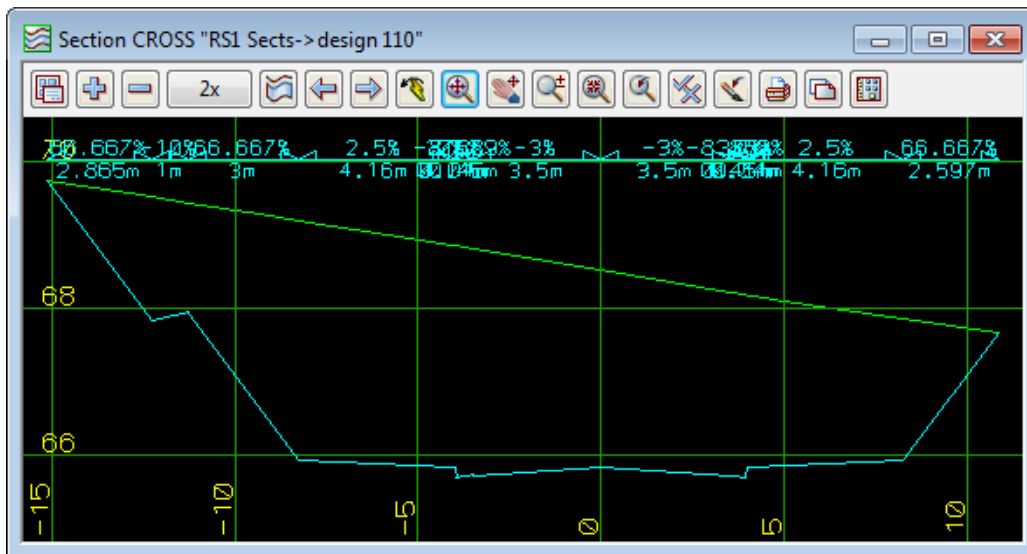 Section CROSS "RS1 Sects->design 110"
2x
-10% 66.667% 2.5% -3% -3% 2.5% 66.667%
2.865m 1m 3m 4.16m 3.5m 3.5m 4.16m 2.597m
68
66
-15 -10 -5 0 5 10